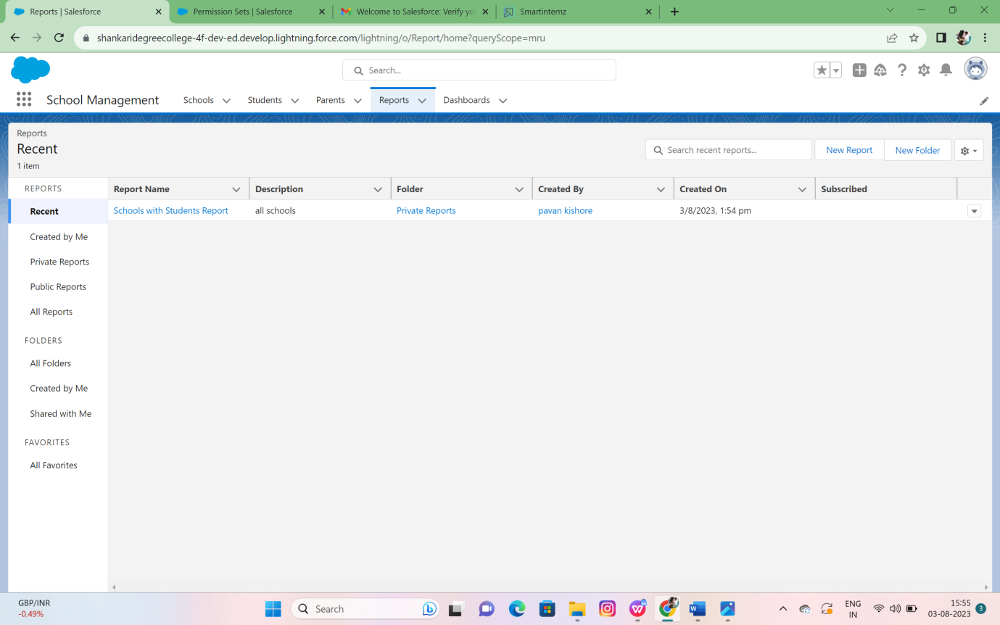 Reports | Salesforce
Permission Sets | Salesforce
Welcome to Salesforce: Verify yo
Smartinternz
shankaridegreecollege-4f-dev-ed.develop.lightning.force.com/lightning/o/Report/home?queryScope=mru
Search...
School Management
Schools
Students
Parents
Reports
Dashboards
Reports
Recent
1 item
Search recent reports...
New Report
New Folder
REPORTS
Report Name
Description
Folder
Created By
Created On
Subscribed
Recent
Schools with Students Report
all schools
Private Reports
pavan kishore
3/8/2023, 1:54 pm
Created by Me
Private Reports
Public Reports
All Reports
FOLDERS
All Folders
Created by Me
Shared with Me
FAVORITES
All Favorites
GBP/INR
-0.49%
Search
ENG
IN
15:55
03-08-2023
3